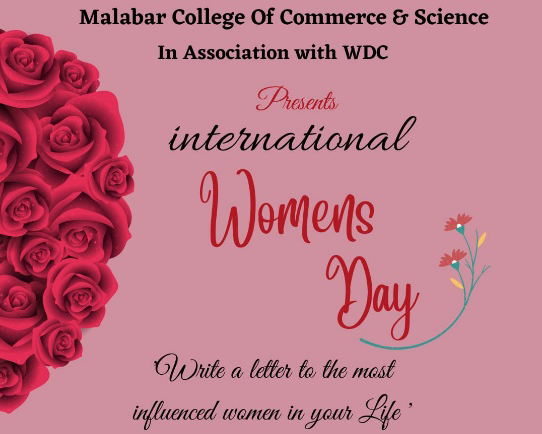 Malabar College Of Commerce & Science
In Association with WDC
Presents
international
Womens
Day
'Write a letter to the most
influenced women in your Life'